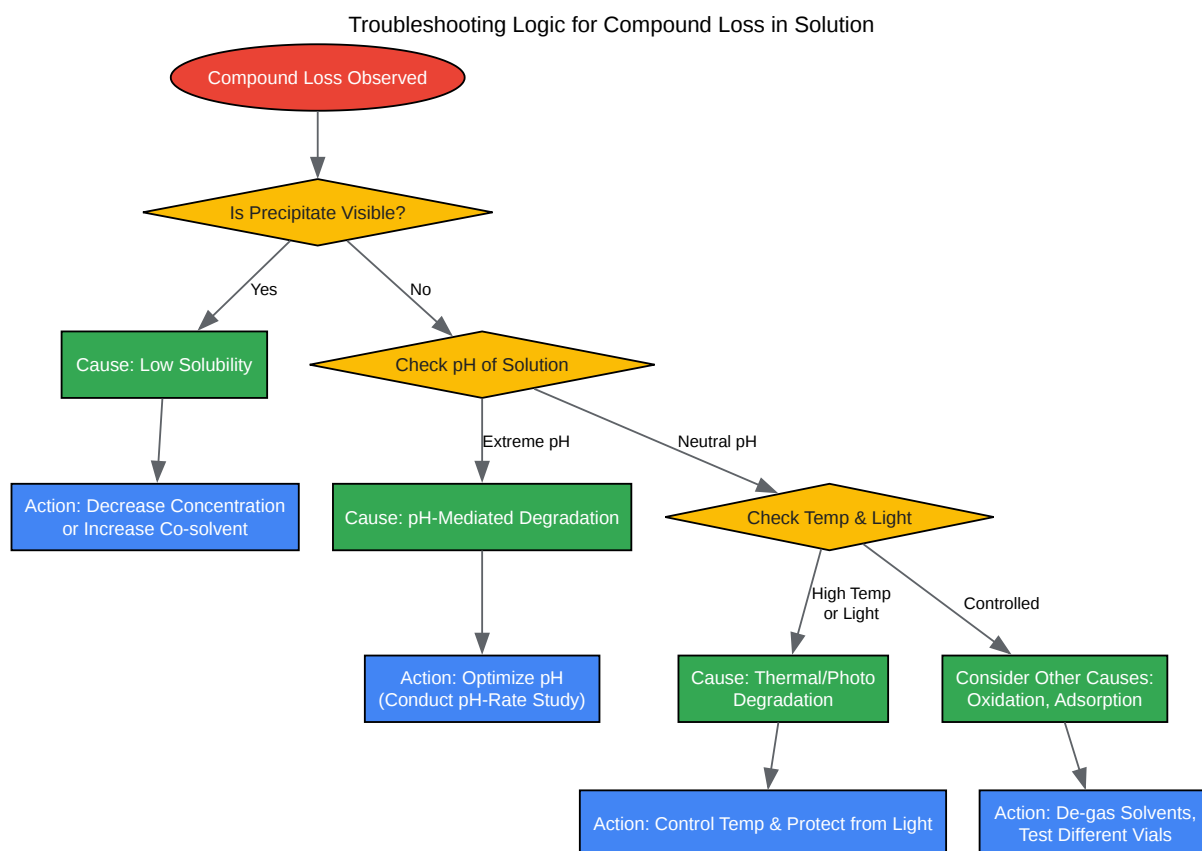 Troubleshooting Logic for Compound Loss in Solution
Compound Loss Observed
Is Precipitate Visible?
Yes
No
Cause: Low Solubility
Check pH of Solution
Extreme pH
Neutral pH
Action: Decrease Concentration
or Increase Co-solvent
Cause: pH-Mediated Degradation
Check Temp & Light
High Temp
or Light
Controlled
Action: Optimize pH
(Conduct pH-Rate Study)
Cause: Thermal/Photo
Degradation
Consider Other Causes:
Oxidation, Adsorption
Action: Control Temp & Protect from Light
Action: De-gas Solvents,
Test Different Vials